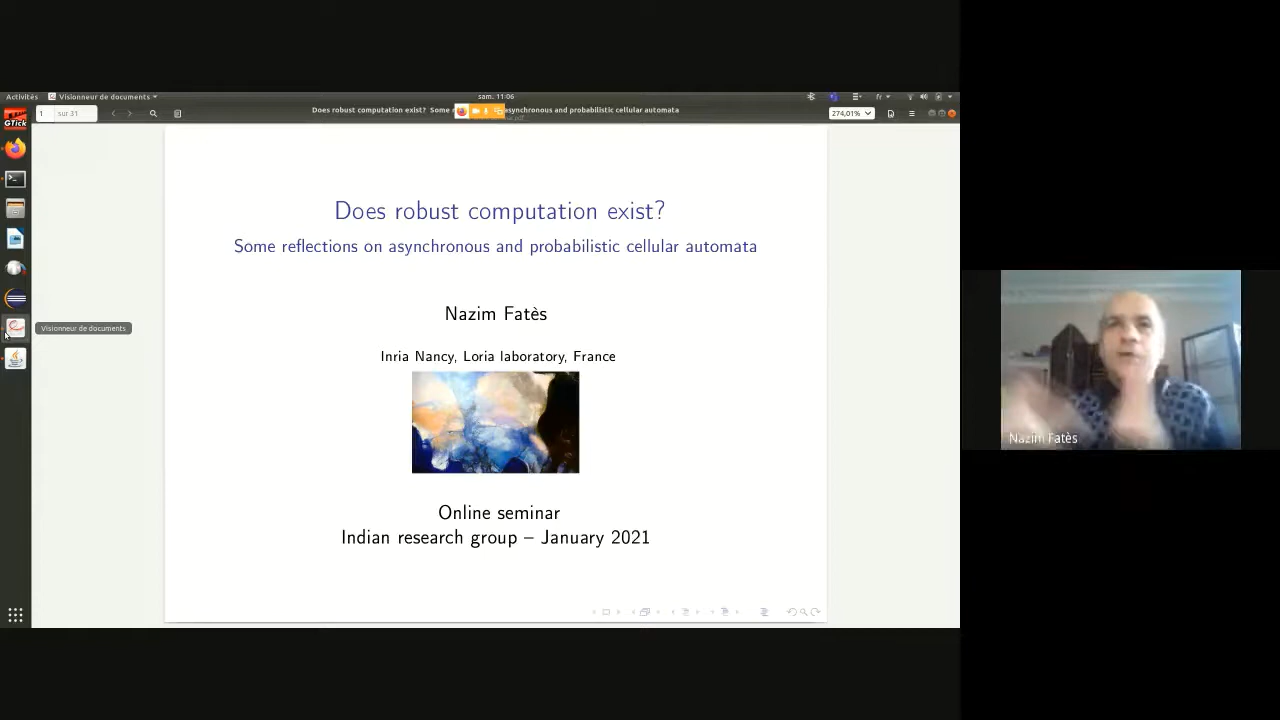 Activités
Visionneur de documents
sam. 11:06
fr
GTick
1
sur 31
Does robust computation exist? Some r
asynchronous and probabilistic cellular automata
274,01%
Does robust computation exist?
Some reflections on asynchronous and probabilistic cellular automata
Nazim Fatès
Visionneur de documents
Inria Nancy, Loria laboratory, France
Nazim Fatès
Online seminar
Indian research group – January 2021